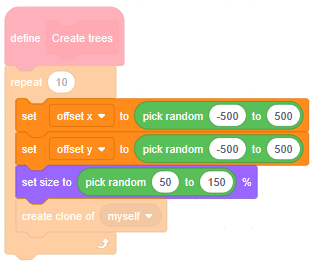 define Create trees
repeat 10
set offset x to pick random -500 to 500
set offset y to pick random -500 to 500
set size to pick random 50 to 150 %
create clone of myself